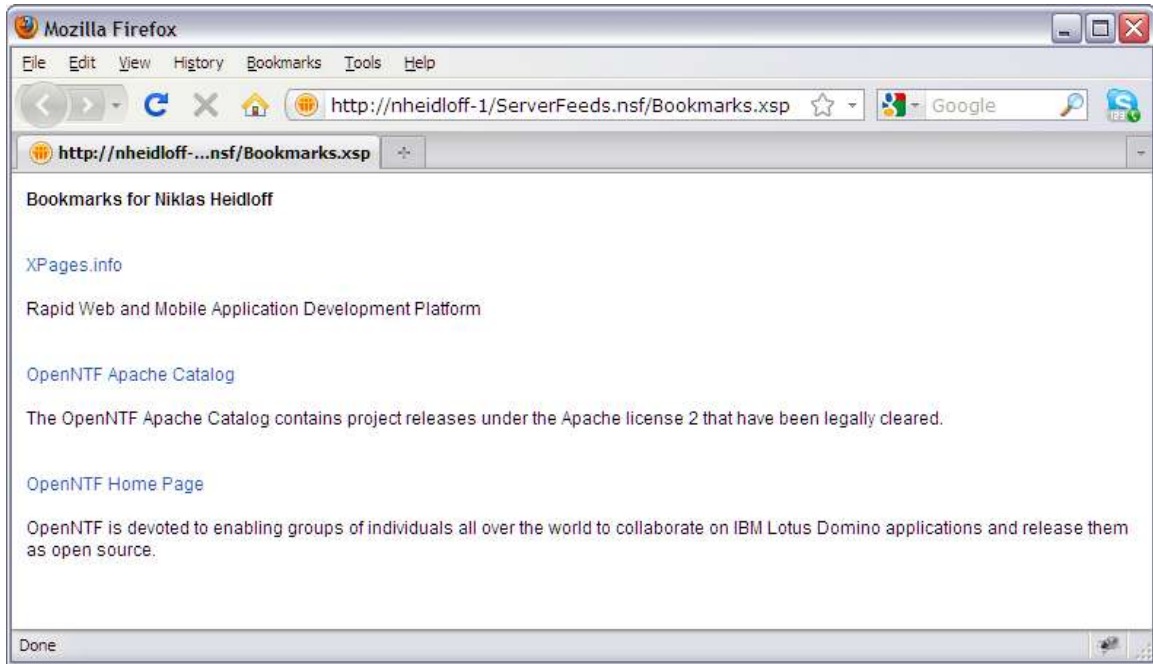 Mozilla Firefox
File Edit View History Bookmarks Tools Help
http://nheidloff-1/ServerFeeds.nsf/Bookmarks.xsp Google
http://nheidloff-...nsf/Bookmarks.xsp
Bookmarks for Niklas Heidloff
XPages.info
Rapid Web and Mobile Application Development Platform
OpenNTF Apache Catalog
The OpenNTF Apache Catalog contains project releases under the Apache license 2 that have been legally cleared.
OpenNTF Home Page
OpenNTF is devoted to enabling groups of individuals all over the world to collaborate on IBM Lotus Domino applications and release them
as open source.
Done